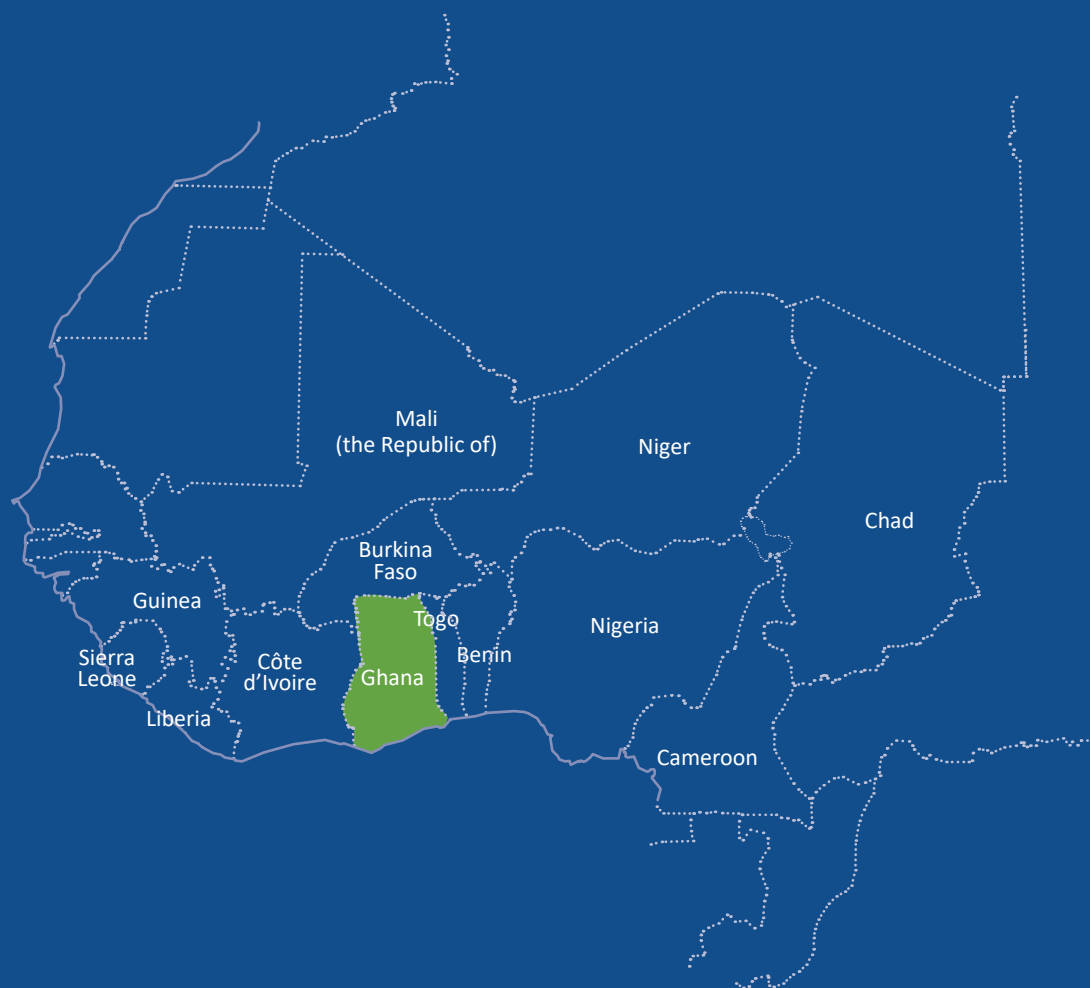 Mali
(the Republic of)
Niger
Chad
Burkina
Faso
Guinea
Togo
Nigeria
Benin
Sierra
Leone
Côte
d’Ivoire
Ghana
Liberia
Cameroon